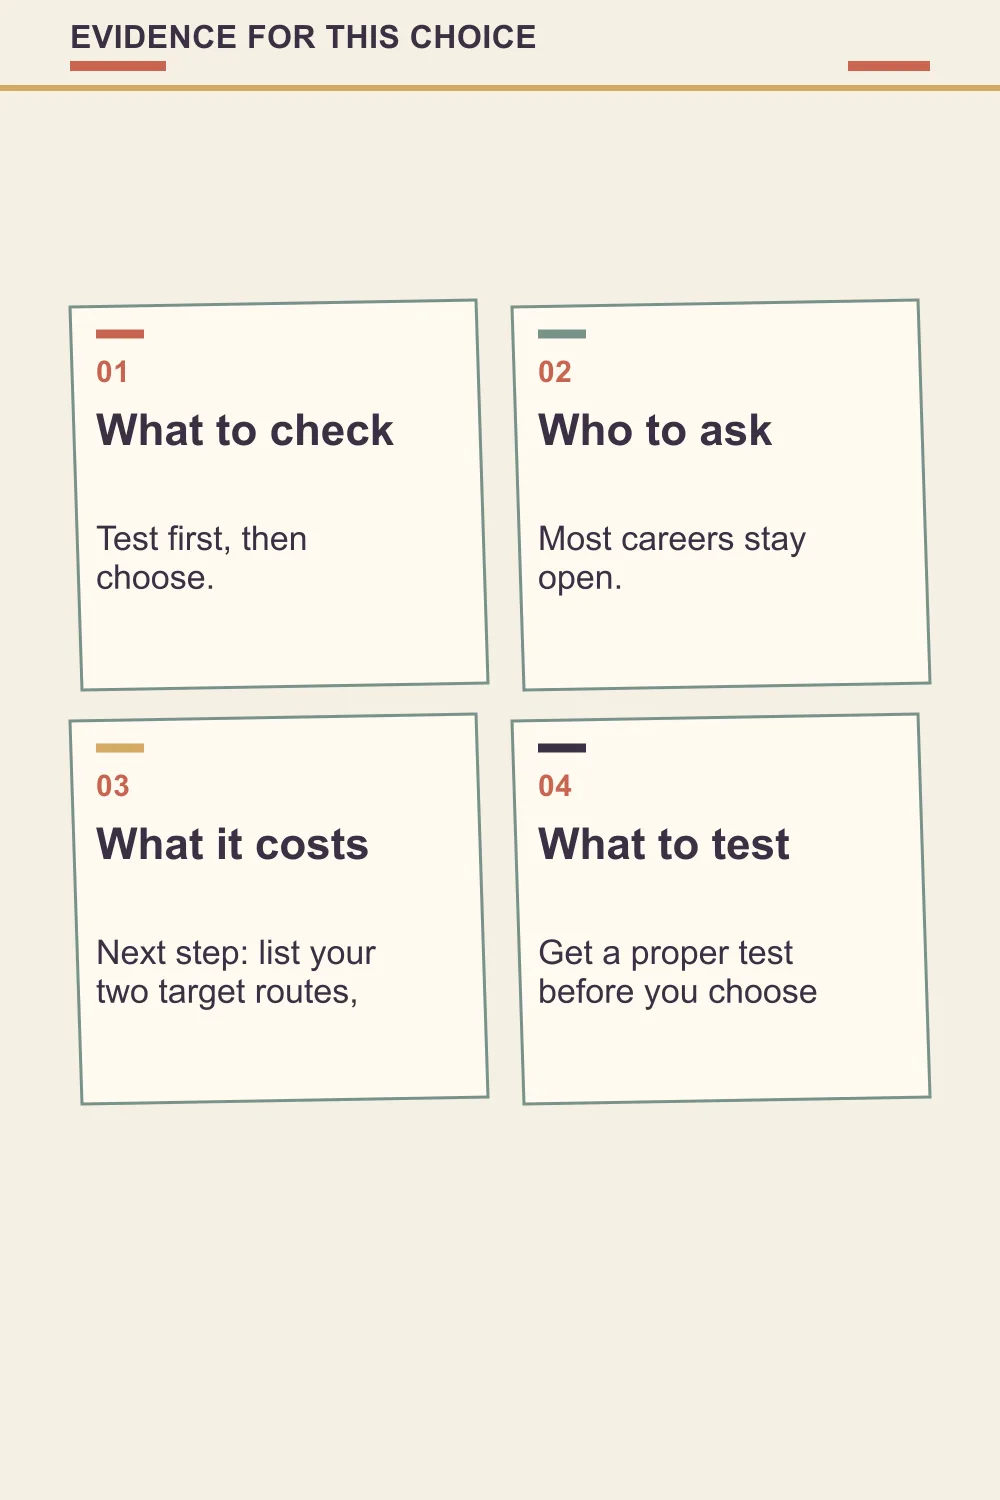 EVIDENCE FOR THIS CHOICE
01
What to check
Test first, then
choose.
02
Who to ask
Most careers stay
open.
03
What it costs
Next step: list your
two target routes,
04
What to test
Get a proper test
before you choose